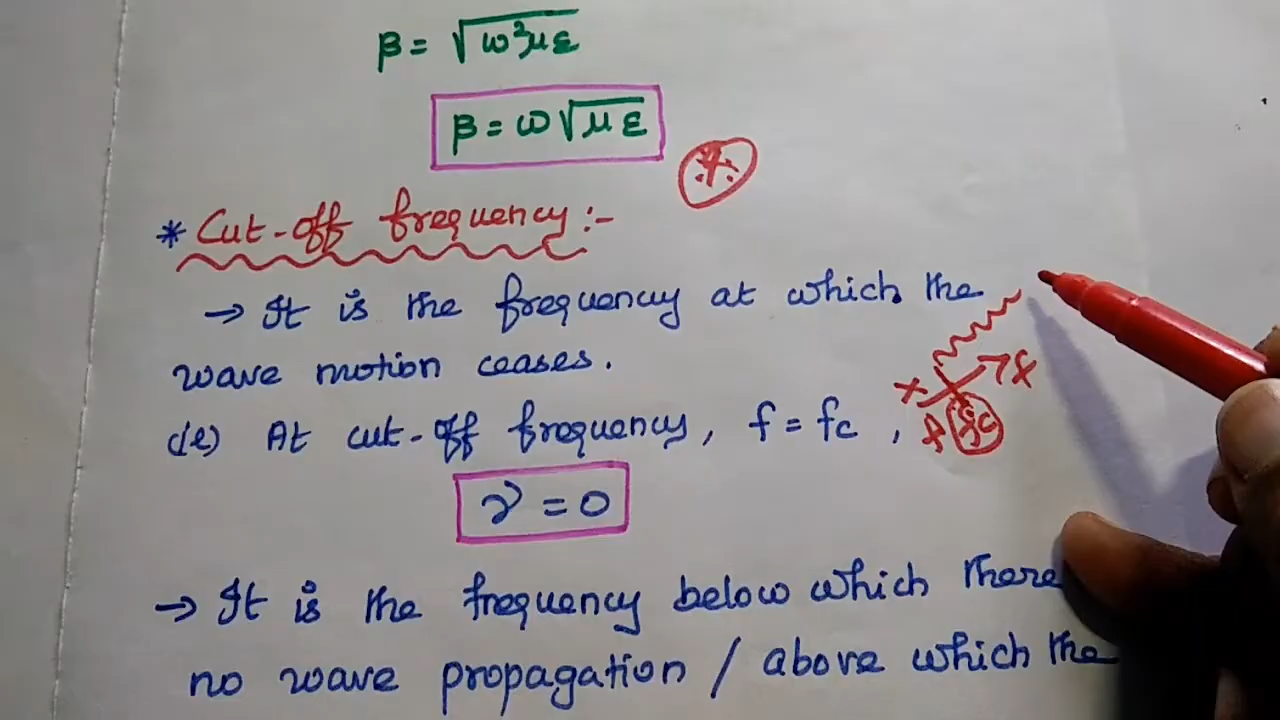 β = √ω²με
β = ω√με
* Cut-off frequency :-
→ It is the frequency at which the
wave motion ceases.
(ie) At cut-off frequency, f = fc ,
γ = 0
→ It is the frequency below which there
no wave propagation / above which the